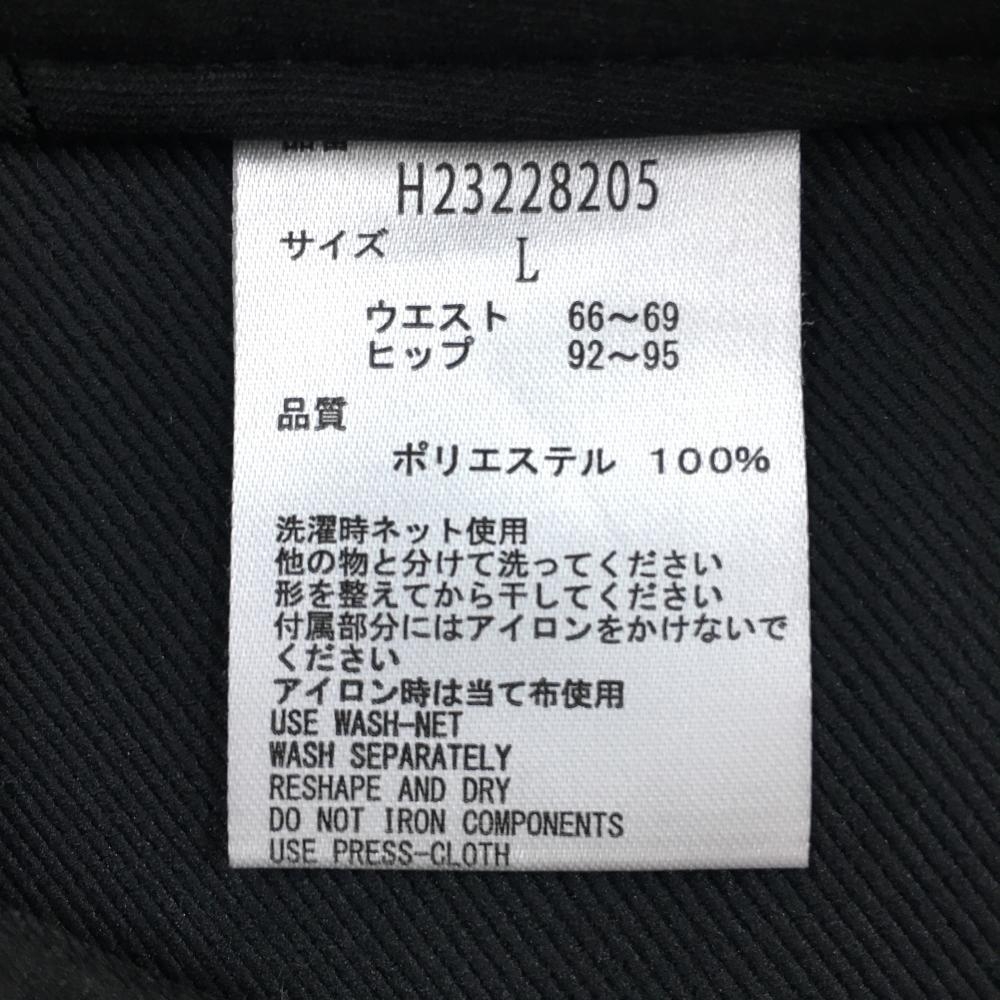 品番
H23228205
サイズ L
ウエスト 66～69
ヒップ 92～95
品質
ポリエステル 100%
洗濯時ネット使用
他の物と分けて洗ってください
形を整えてから干してください
付属部分にはアイロンをかけないで
ください
アイロン時は当て布使用
USE WASH-NET
WASH SEPARATELY
RESHAPE AND DRY
DO NOT IRON COMPONENTS
USE PRESS-CLOTH